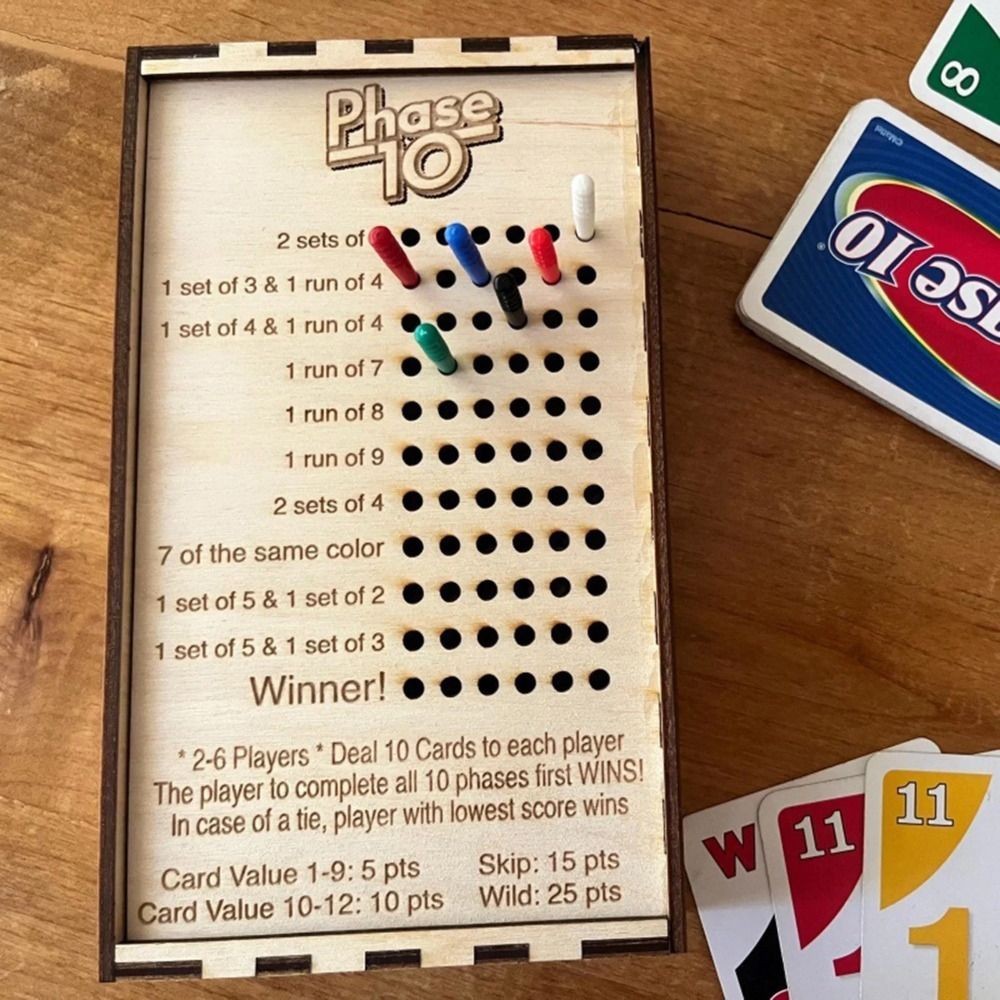 Phase
10
2 sets of
1 set of 3 & 1 run of 4
1 set of 4 & 1 run of 4
1 run of 7
1 run of 8
1 run of 9
2 sets of 4
7 of the same color
1 set of 5 & 1 set of 2
1 set of 5 & 1 set of 3
Winner!
* 2-6 Players * Deal 10 Cards to each player
The player to complete all 10 phases first WINS!
In case of a tie, player with lowest score wins
Card Value 1-9: 5 pts
Skip: 15 pts
Card Value 10-12: 10 pts
Wild: 25 pts
8
©Mattel
se 10
W
11
11
1